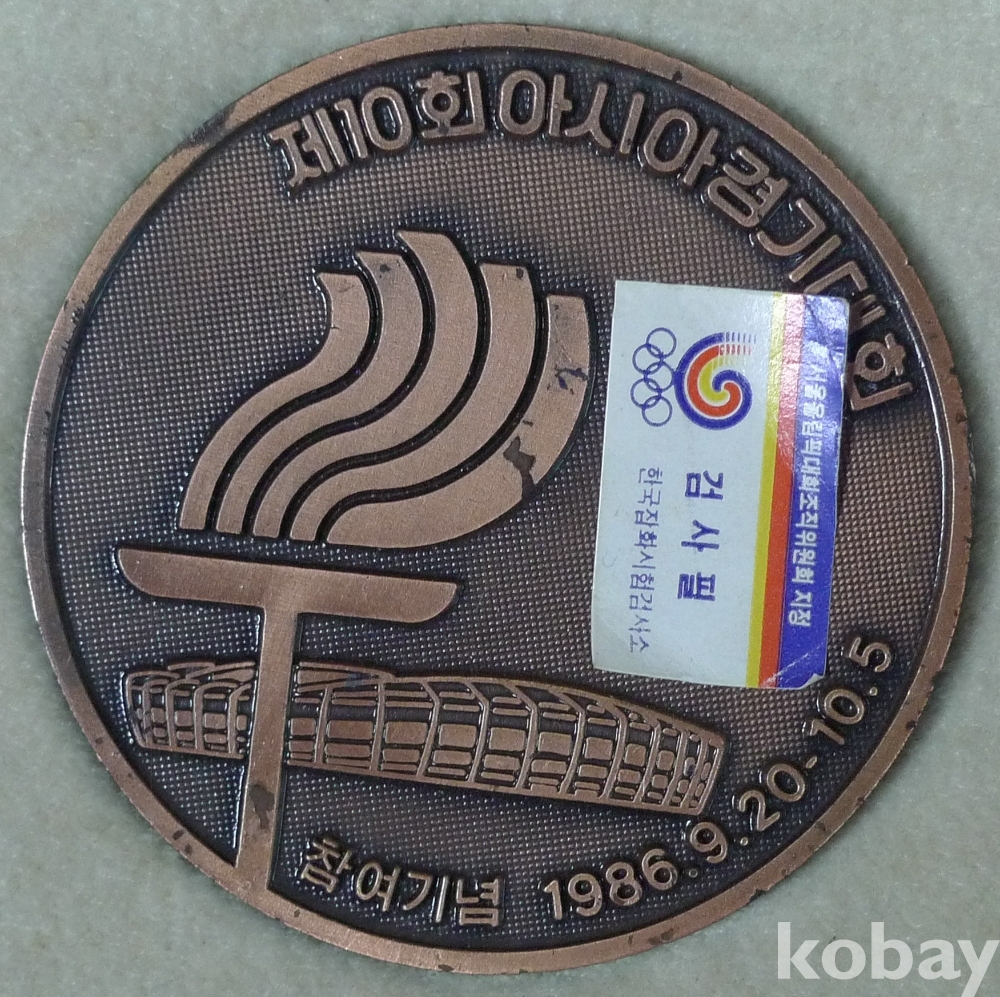 제10회 아시아경기대회
서울올림픽대회조직위원회 지정
검사필
한국잡화시험검사소
참여기념 1986.9.20-10.5
kobay